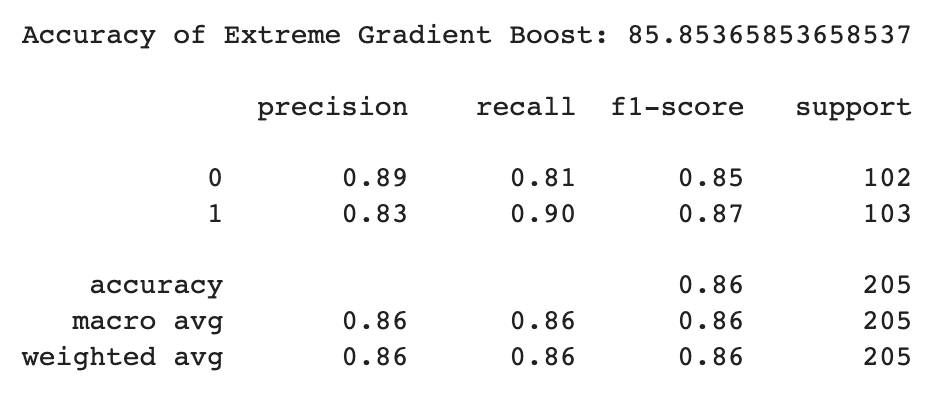 Accuracy of Extreme Gradient Boost: 85.85365853658537
precision recall f1-score support
0 0.89 0.81 0.85 102
1 0.83 0.90 0.87 103
accuracy 0.86 205
macro avg 0.86 0.86 0.86 205
weighted avg 0.86 0.86 0.86 205